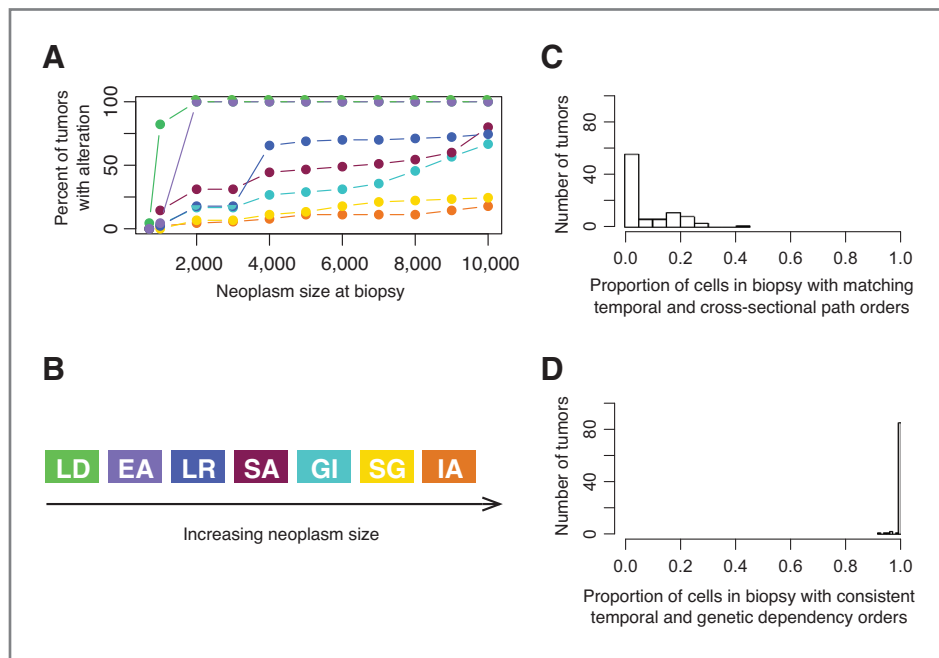 A
Percent of tumors
with alteration
100
50
0
2,000
4,000
6,000
8,000
10,000
Neoplasm size at biopsy
B
LD EA LR SA GI SG IA
Increasing neoplasm size
C
Number of tumors
80
40
0
0.0 0.2 0.4 0.6 0.8 1.0
Proportion of cells in biopsy with matching
temporal and cross-sectional path orders
D
Number of tumors
80
40
0
0.0 0.2 0.4 0.6 0.8 1.0
Proportion of cells in biopsy with consistent
temporal and genetic dependency orders